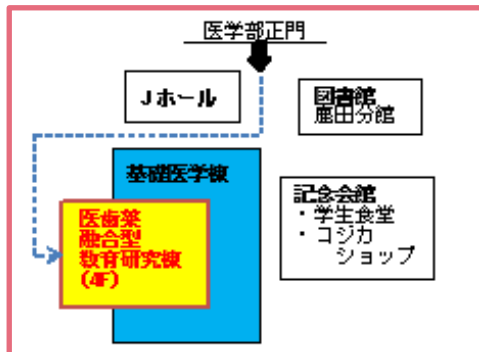 医学部正門
Jホール
図書館
鹿田分館
基礎医学棟
記念会館
・学生食堂
・コジカ
ショップ
医歯薬
融合型
教育研究棟
(4F)